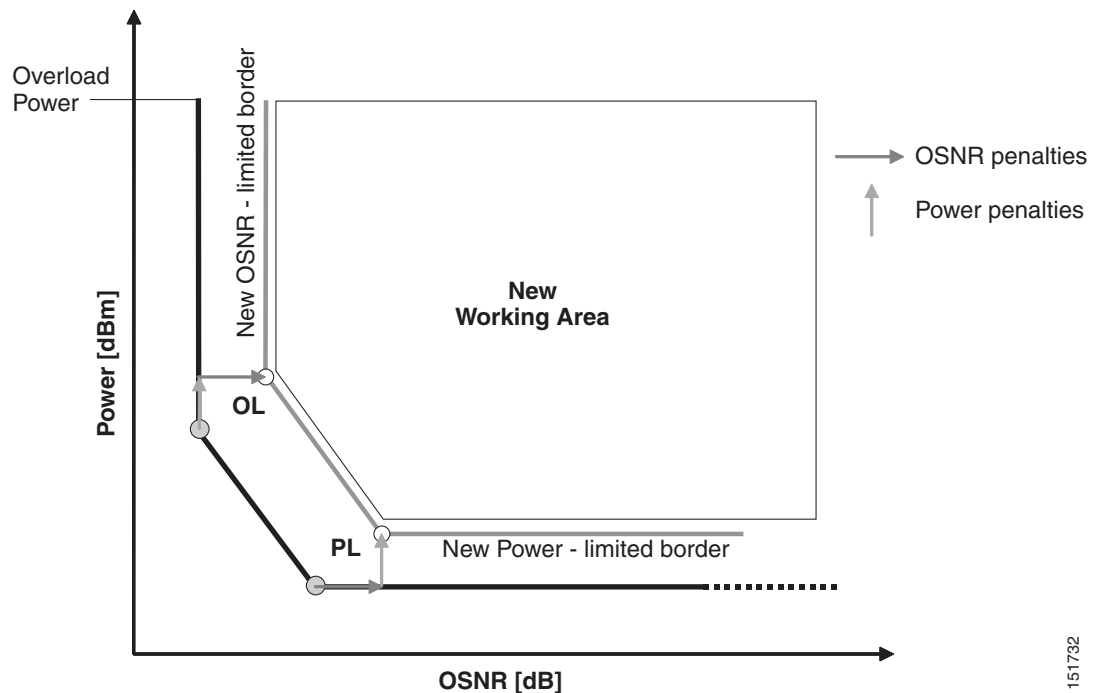 Overload
Power
New OSNR - limited border
OSNR penalties
Power penalties
New
Working Area
Power [dBm]
OL
PL
New Power - limited border
OSNR [dB]
151732